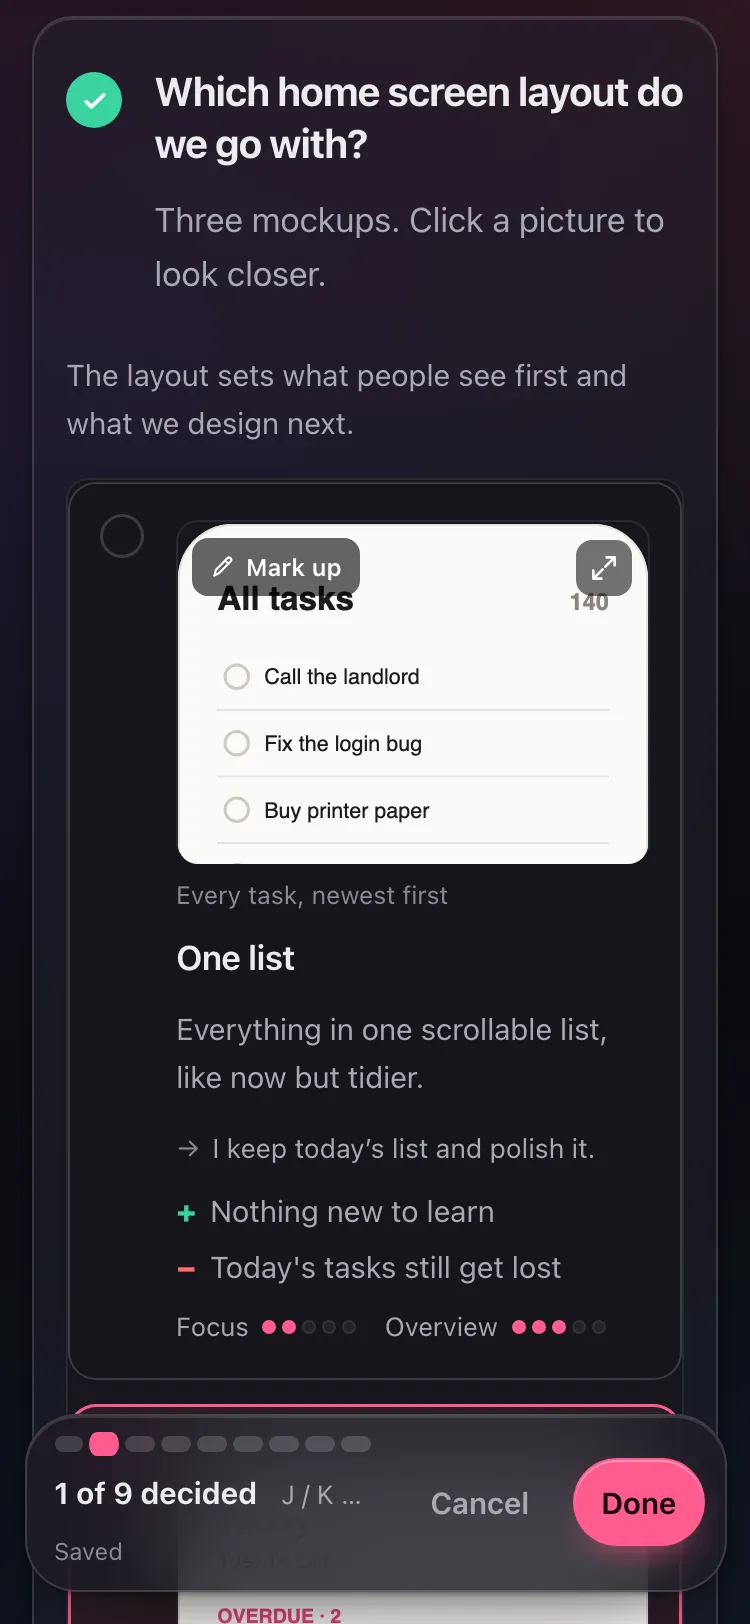 Which home screen layout do
we go with?
Three mockups. Click a picture to
look closer.
The layout sets what people see first and
what we design next.
Mark up
All tasks
140
Call the landlord
Fix the login bug
Buy printer paper
Every task, newest first
One list
Everything in one scrollable list,
like now but tidier.
→ I keep today’s list and polish it.
+ Nothing new to learn
− Today's tasks still get lost
Focus Overview
1 of 9 decided J / K ... Cancel Done
Saved
OVERDUE · 2